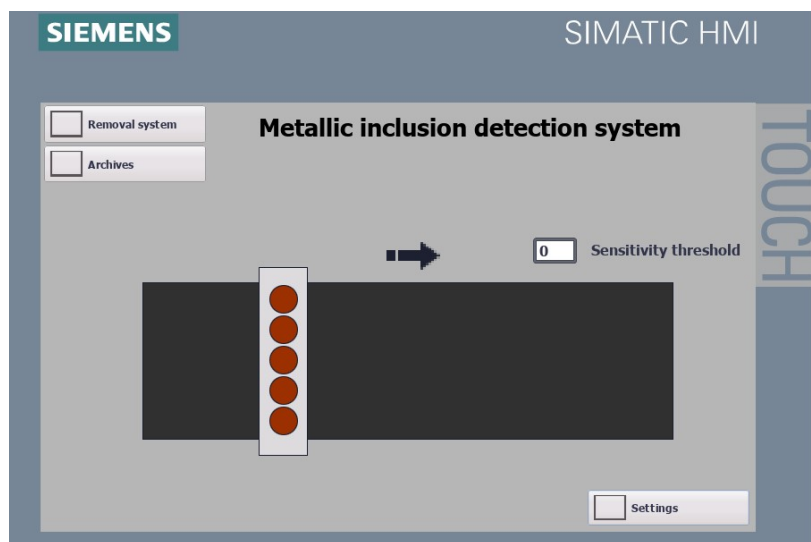 SIEMENS
SIMATIC HMI
TOUCH
Removal system
Metallic inclusion detection system
Archives
0
Sensitivity threshold
Settings